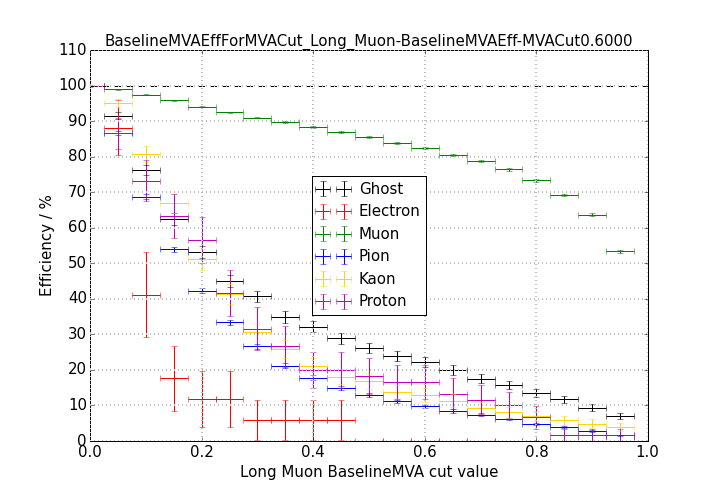 BaselineMVAEffForMVACut_Long_Muon-BaselineMVAEff-MVACut0.6000
110
100
90
80
70
60
50
40
30
20
10
0
Efficiency / %
Ghost
Electron
Muon
Pion
Kaon
Proton
0.0 0.2 0.4 0.6 0.8 1.0
Long Muon BaselineMVA cut value